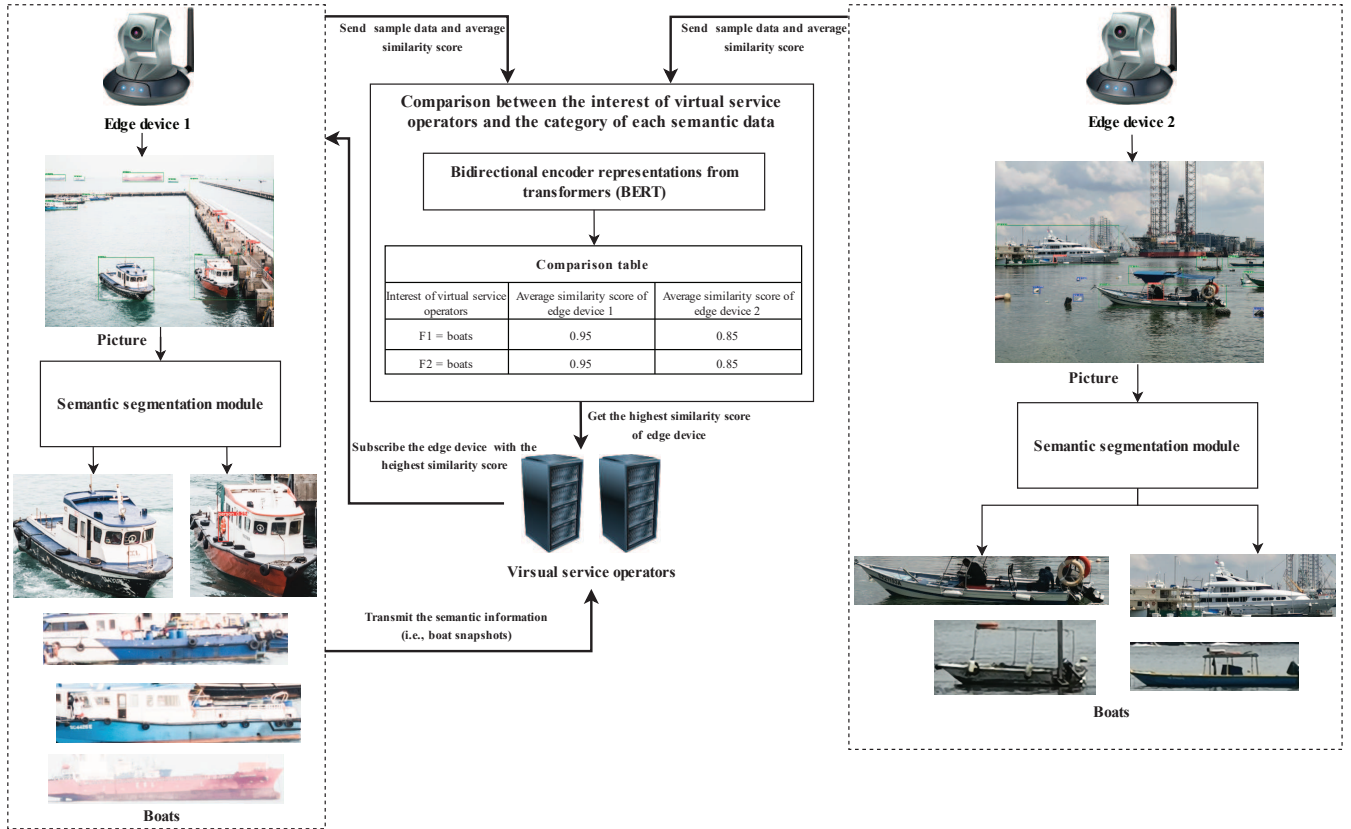 Send sample data and average
similarity score
Send sample data and average
similarity score
Edge device 1
Picture
Semantic segmentation module
Boats
Comparison between the interest of virtual service
operators and the category of each semantic data
Bidirectional encoder representations from
transformers (BERT)
Comparison table
Interest of virtual service
operators
Average similarity score of
edge device 1
Average similarity score of
edge device 2
F1 = boats
0.95
0.85
F2 = boats
0.95
0.85
Get the highest similarity score
of edge device
Subscribe the edge device with the
heighest similarity score
Virsual service operators
Transmit the semantic information
(i.e., boat snapshots)
Edge device 2
Picture
Semantic segmentation module
Boats